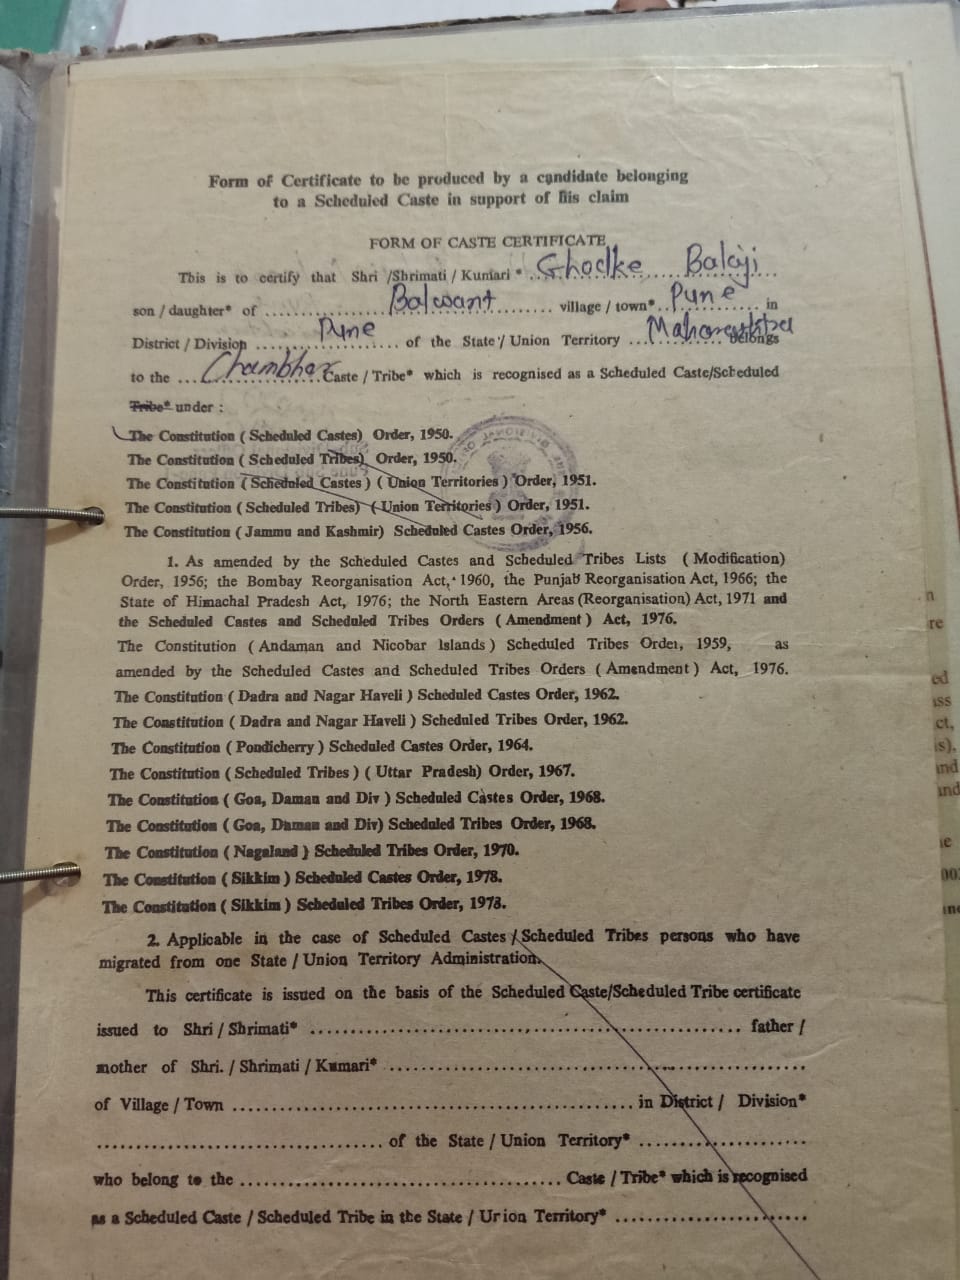 Form of Certificate to be produced by a candidate belonging
to a Scheduled Caste in support of his claim
FORM OF CASTE CERTIFICATE
This is to certify that Shri /Shrimati / Kumari * Ghodke Balaji
son / daughter* of Balwant village / town* Pune in
District / Division Pune of the State / Union Territory Maharashtra belongs
to the Chambhar Caste / Tribe* which is recognised as a Scheduled Caste/Scheduled
Tribe* under :
The Constitution ( Scheduled Castes) Order, 1950.
The Constitution ( Scheduled Tribes) Order, 1950.
The Constitution ( Scheduled Castes ) ( Union Territories ) Order, 1951.
The Constitution ( Scheduled Tribes) (Union Territories ) Order, 1951.
The Constitution ( Jammu and Kashmir) Scheduled Castes Order, 1956.
1. As amended by the Scheduled Castes and Scheduled Tribes Lists ( Modification)
Order, 1956; the Bombay Reorganisation Act, 1960, the Punjab Reorganisation Act, 1966; the
State of Himachal Pradesh Act, 1976; the North Eastern Areas (Reorganisation) Act, 1971 and
the Scheduled Castes and Scheduled Tribes Orders ( Amendment ) Act, 1976.
The Constitution ( Andaman and Nicobar Islands ) Scheduled Tribes Order, 1959, as
amended by the Scheduled Castes and Scheduled Tribes Orders ( Amendment ) Act, 1976.
The Constitution ( Dadra and Nagar Haveli ) Scheduled Castes Order, 1962.
The Constitution ( Dadra and Nagar Haveli ) Scheduled Tribes Order, 1962.
The Constitution ( Pondicherry ) Scheduled Castes Order, 1964.
The Constitution ( Scheduled Tribes ) ( Uttar Pradesh) Order, 1967.
The Constitution ( Goa, Daman and Div ) Scheduled Castes Order, 1968.
The Constitution ( Goa, Daman and Div) Scheduled Tribes Order, 1968.
The Constitution ( Nagaland ) Scheduled Tribes Order, 1970.
The Constitution ( Sikkim ) Scheduled Castes Order, 1978.
The Constitution ( Sikkim ) Scheduled Tribes Order, 1978.
2. Applicable in the case of Scheduled Castes / Scheduled Tribes persons who have
migrated from one State / Union Territory Administration.
This certificate is issued on the basis of the Scheduled Caste/Scheduled Tribe certificate
issued to Shri / Shrimati* .......... father /
mother of Shri. / Shrimati / Kumari* ..........
of Village / Town .......... in District / Division*
.......... of the State / Union Territory* ..........
who belong to the .......... Caste / Tribe* which is recognised
as a Scheduled Caste / Scheduled Tribe in the State / Union Territory* ..........